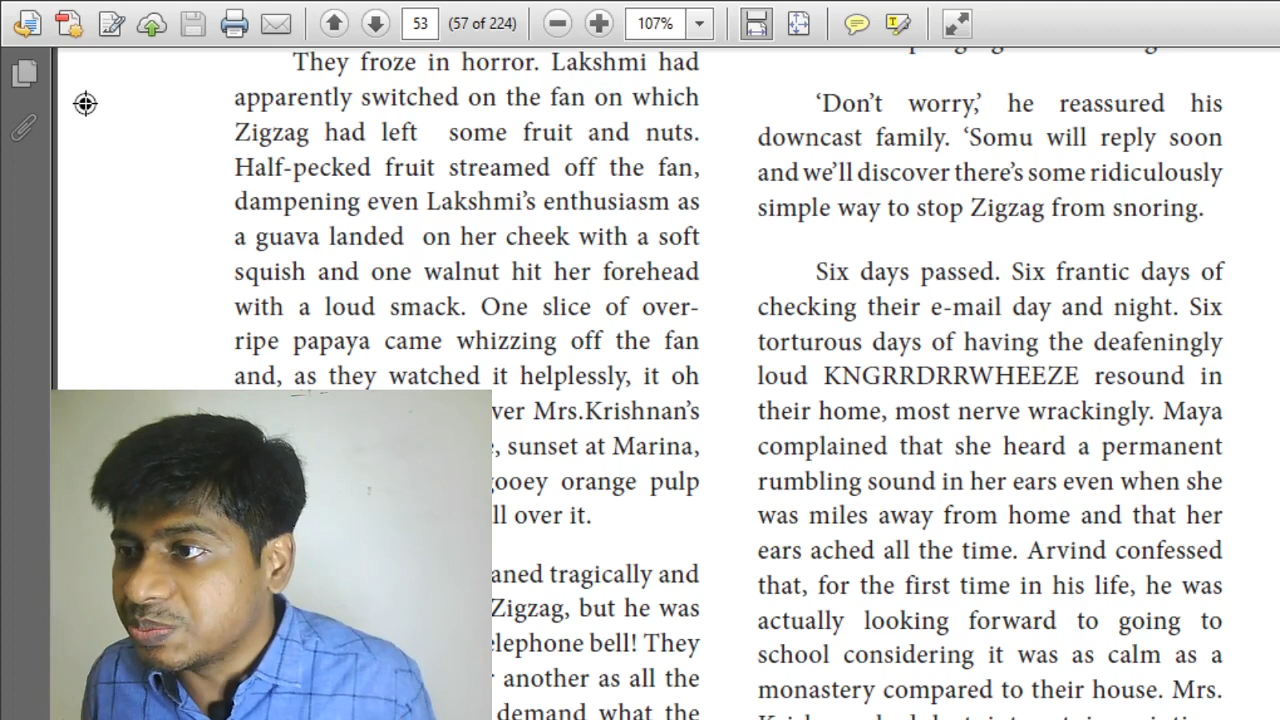 53 (57 of 224) 107%
They froze in horror. Lakshmi had
apparently switched on the fan on which
Zigzag had left some fruit and nuts.
Half-pecked fruit streamed off the fan,
dampening even Lakshmi’s enthusiasm as
a guava landed on her cheek with a soft
squish and one walnut hit her forehead
with a loud smack. One slice of over-
ripe papaya came whizzing off the fan
and, as they watched it helplessly, it oh
ver Mrs.Krishnan’s
, sunset at Marina,
gooey orange pulp
ll over it.
aned tragically and
Zigzag, but he was
elephone bell! They
another as all the
demand what the
‘Don’t worry,’ he reassured his
downcast family. ‘Somu will reply soon
and we’ll discover there’s some ridiculously
simple way to stop Zigzag from snoring.
Six days passed. Six frantic days of
checking their e-mail day and night. Six
torturous days of having the deafeningly
loud KNGRRDRRWHEEZE resound in
their home, most nerve wrackingly. Maya
complained that she heard a permanent
rumbling sound in her ears even when she
was miles away from home and that her
ears ached all the time. Arvind confessed
that, for the first time in his life, he was
actually looking forward to going to
school considering it was as calm as a
monastery compared to their house. Mrs.